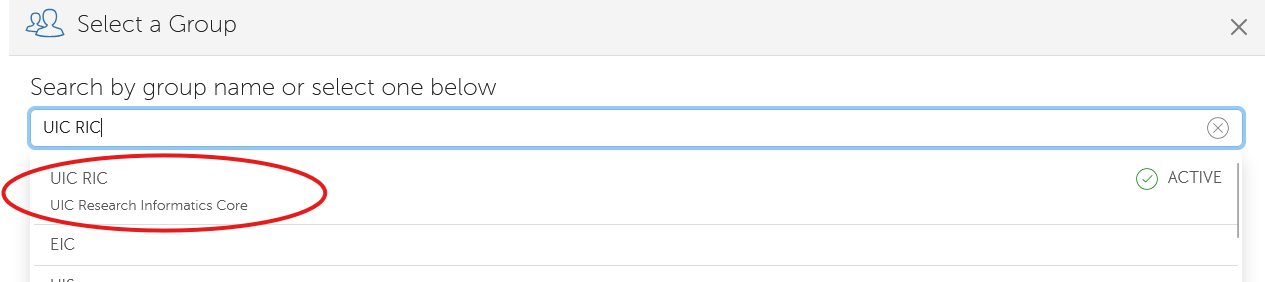 Select a Group
Search by group name or select one below
UIC RIC
UIC RIC
ACTIVE
UIC Research Informatics Core
EIC